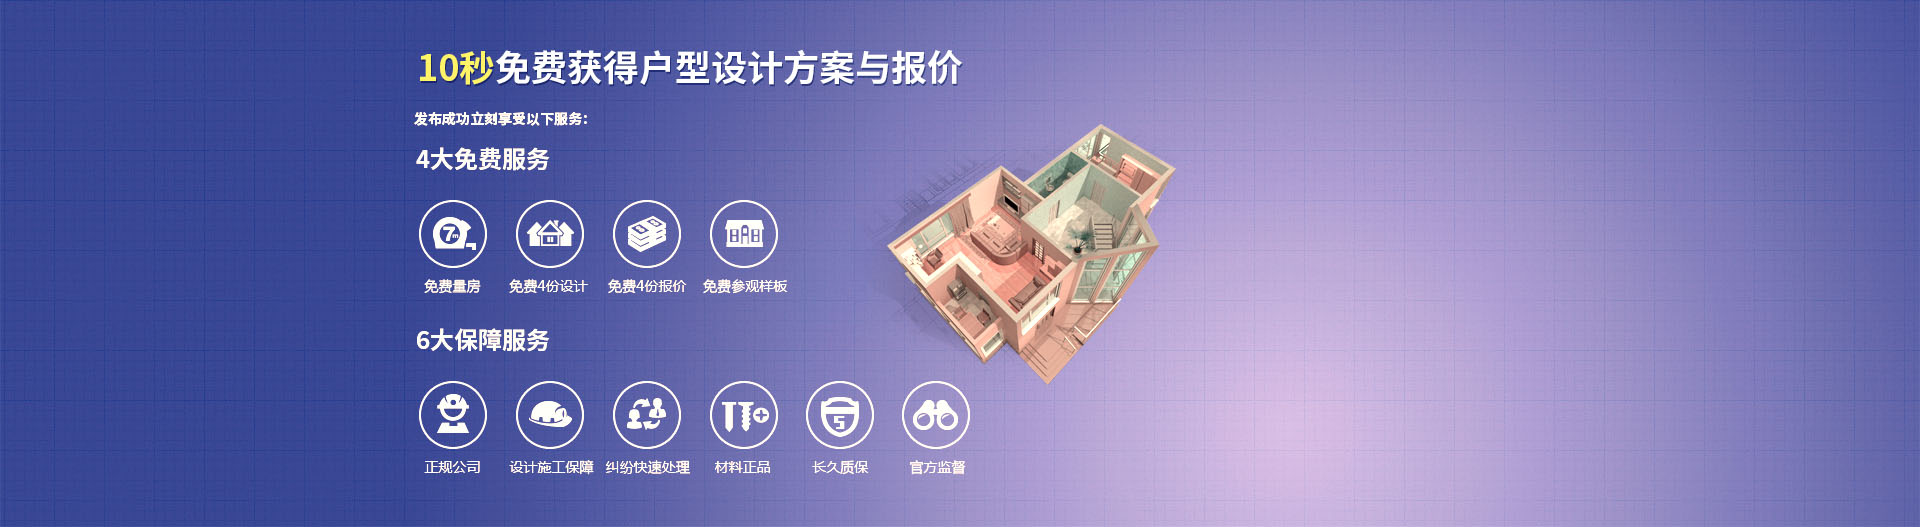 10秒免费获得户型设计方案与报价
发布成功立刻享受以下服务：
4大免费服务
7m
免费量房 免费4份设计 免费4份报价 免费参观样板
6大保障服务
5
正规公司 设计施工保障 纠纷快速处理 材料正品 长久质保 官方监督